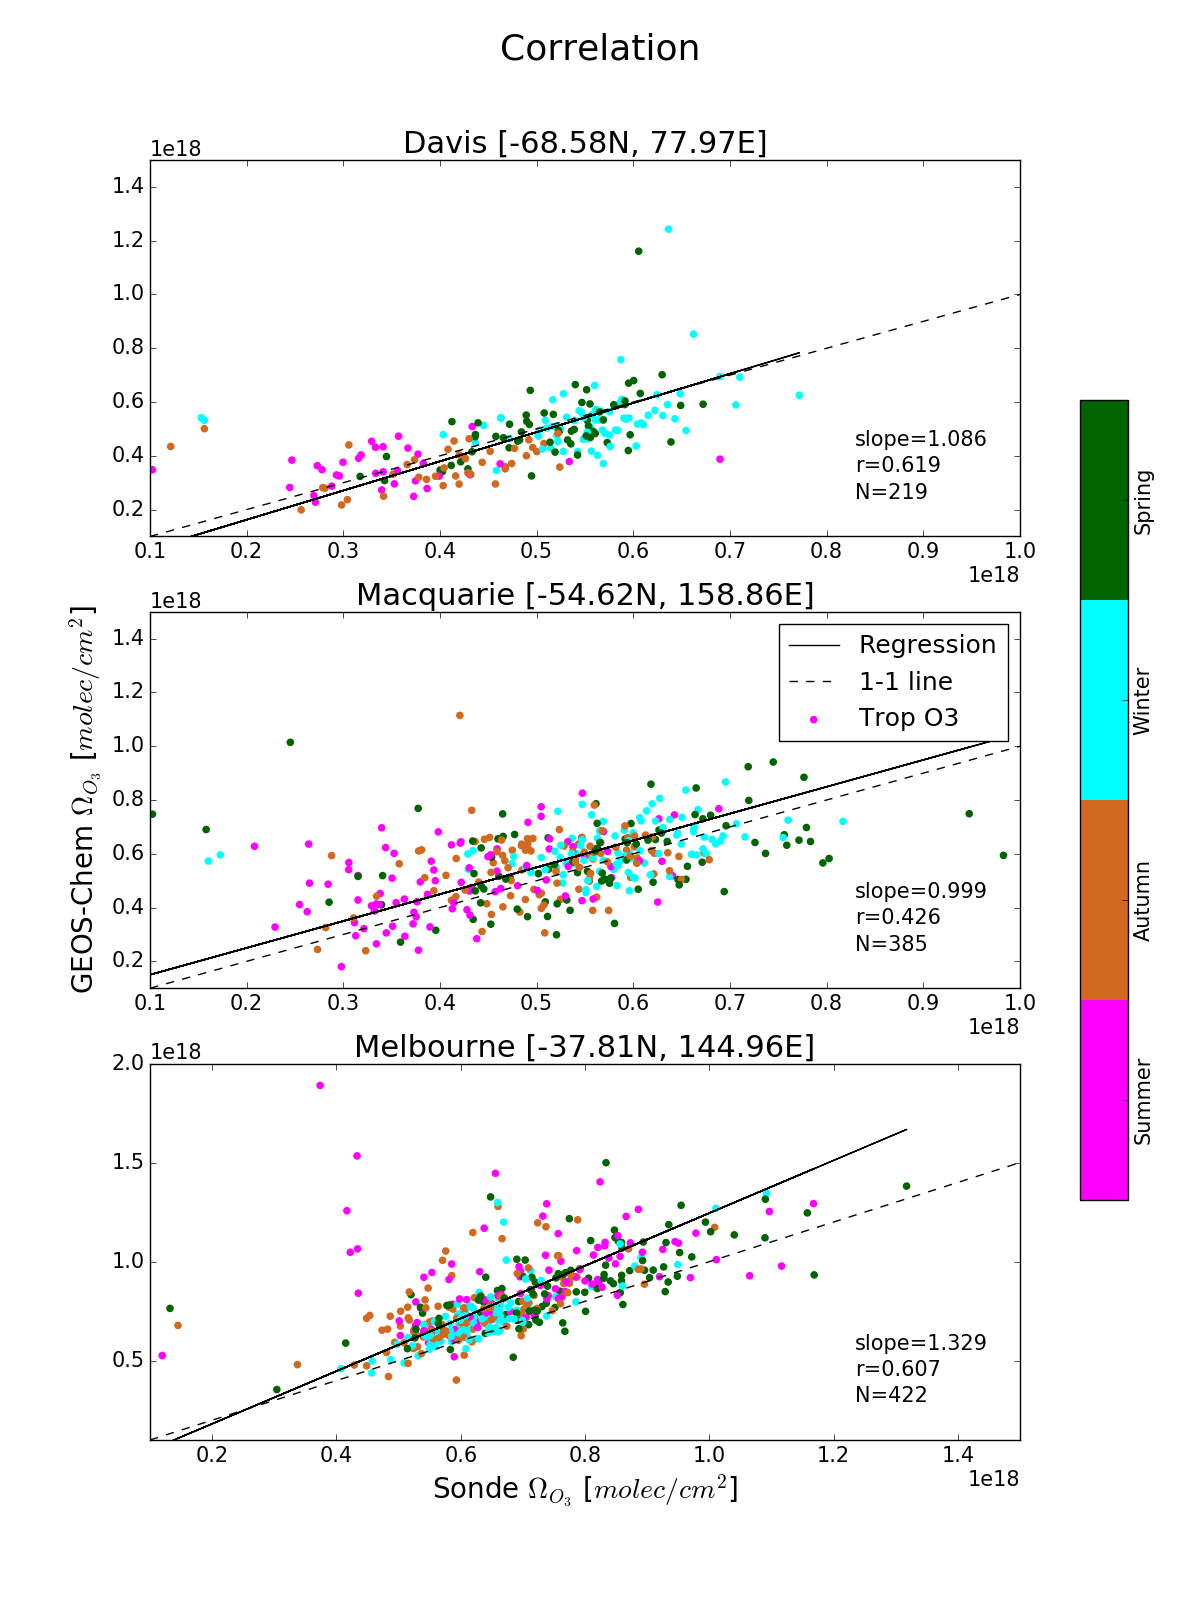 Correlation
Davis [-68.58N, 77.97E]
1e18
1.4
1.2
1.0
0.8
0.6
0.4
0.2
slope=1.086
r=0.619
N=219
0.1 0.2 0.3 0.4 0.5 0.6 0.7 0.8 0.9 1.0
1e18
Macquarie [-54.62N, 158.86E]
1e18
1.4
1.2
1.0
0.8
0.6
0.4
0.2
Regression
1-1 line
Trop O3
slope=0.999
r=0.426
N=385
0.1 0.2 0.3 0.4 0.5 0.6 0.7 0.8 0.9 1.0
1e18
GEOS-Chem Ω_{O_3} [molec/cm^2]
Melbourne [-37.81N, 144.96E]
1e18
2.0
1.5
1.0
0.5
slope=1.329
r=0.607
N=422
0.2 0.4 0.6 0.8 1.0 1.2 1.4
1e18
Sonde Ω_{O_3} [molec/cm^2]
Spring
Winter
Autumn
Summer